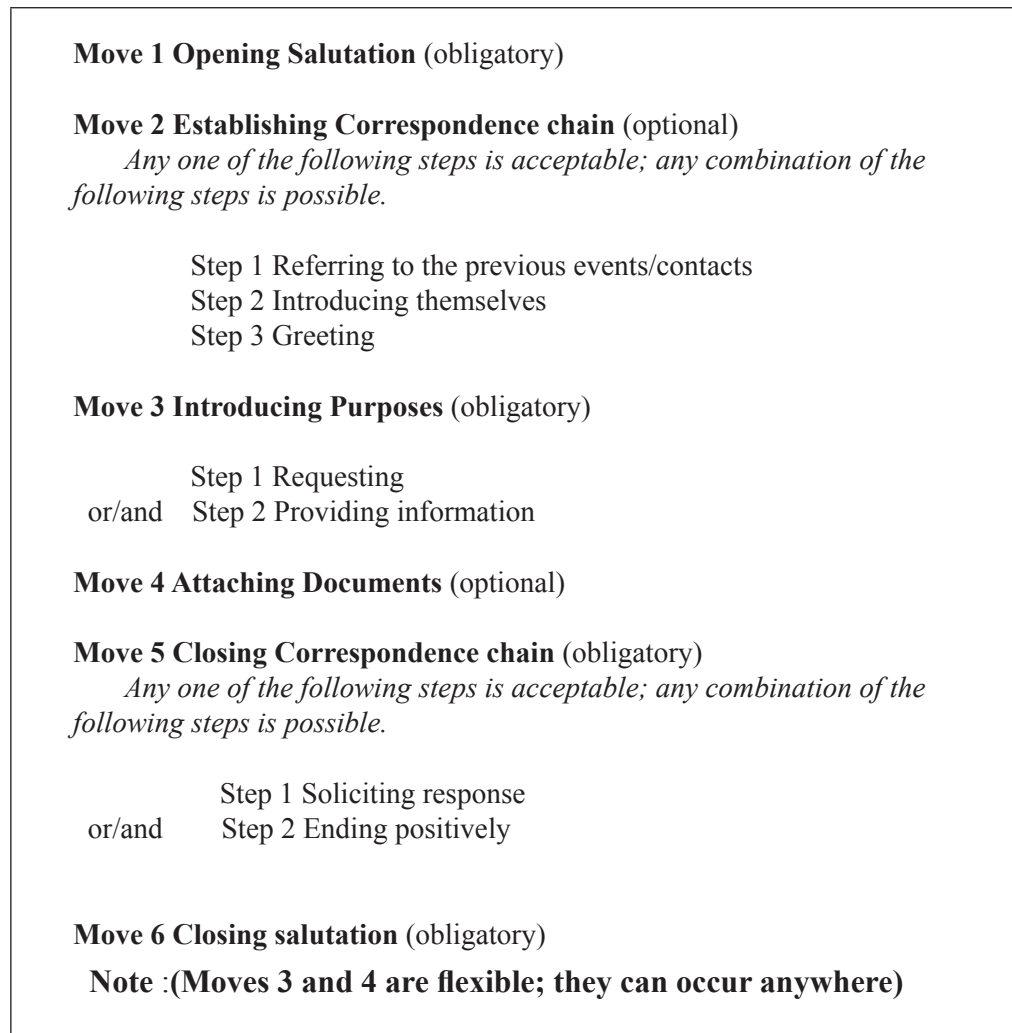 Move 1 Opening Salutation (obligatory)
Move 2 Establishing Correspondence chain (optional)
Any one of the following steps is acceptable; any combination of the
following steps is possible.
Step 1 Referring to the previous events/contacts
Step 2 Introducing themselves
Step 3 Greeting
Move 3 Introducing Purposes (obligatory)
Step 1 Requesting
or/and Step 2 Providing information
Move 4 Attaching Documents (optional)
Move 5 Closing Correspondence chain (obligatory)
Any one of the following steps is acceptable; any combination of the
following steps is possible.
Step 1 Soliciting response
or/and Step 2 Ending positively
Move 6 Closing salutation (obligatory)
Note :(Moves 3 and 4 are flexible; they can occur anywhere)